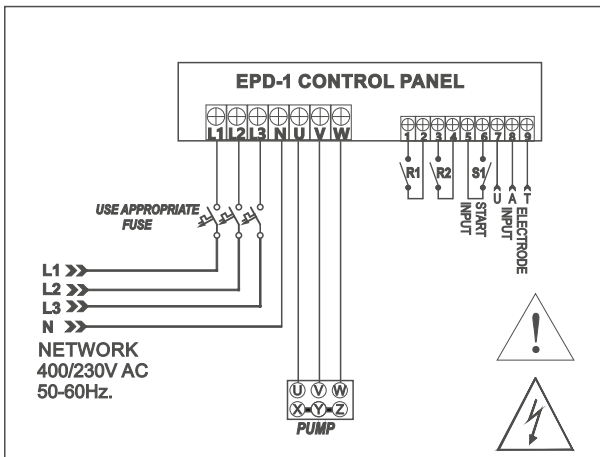 EPD-1 CONTROL PANEL
L1 L2 L3 N U V W
1 2 3 4 5 6 7 8 9
R1 R2 S1
START
INPUT
U A T
ELECTRODE
INPUT
USE APPROPRIATE
FUSE
L1
L2
L3
N
NETWORK
400/230V AC
50-60Hz.
U V W
X Y Z
PUMP
!